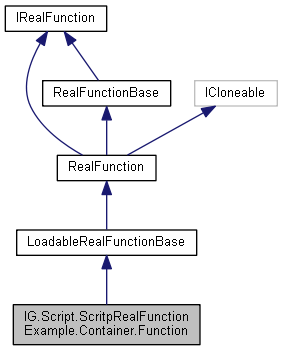 IRealFunction
RealFunctionBase
ICloneable
RealFunction
LoadableRealFunctionBase
IG.Script.ScritpRealFunction
Example.Container.Function